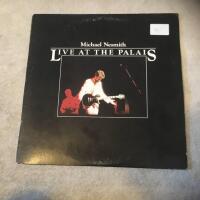 Michael Nesmith
LIVE AT THE PALAIS